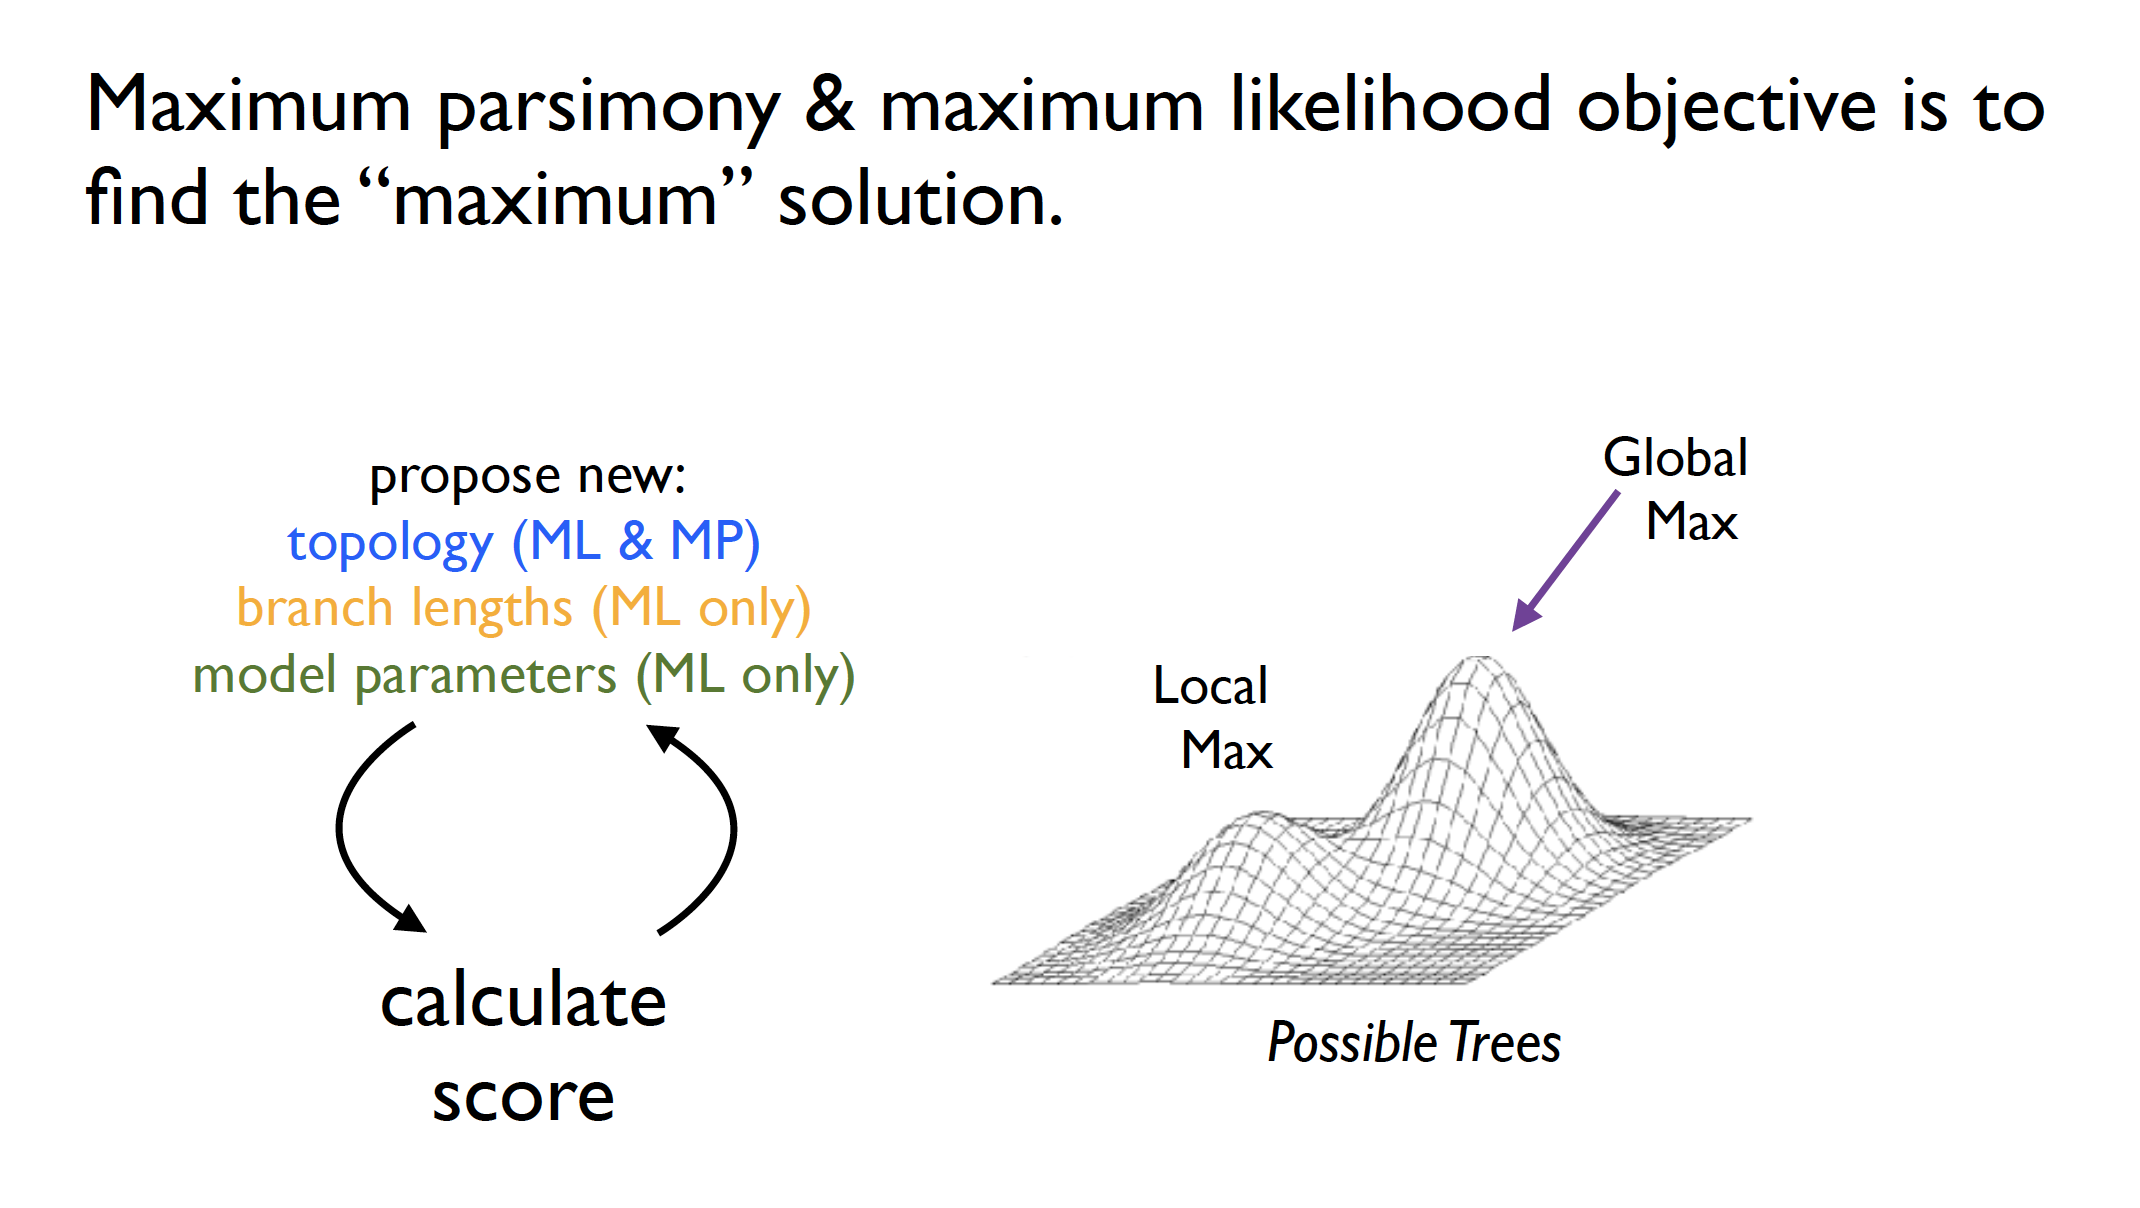 Maximum parsimony & maximum likelihood objective is to
find the “maximum” solution.
propose new:
topology (ML & MP)
branch lengths (ML only)
model parameters (ML only)
calculate
score
Global
Max
Local
Max
Possible Trees